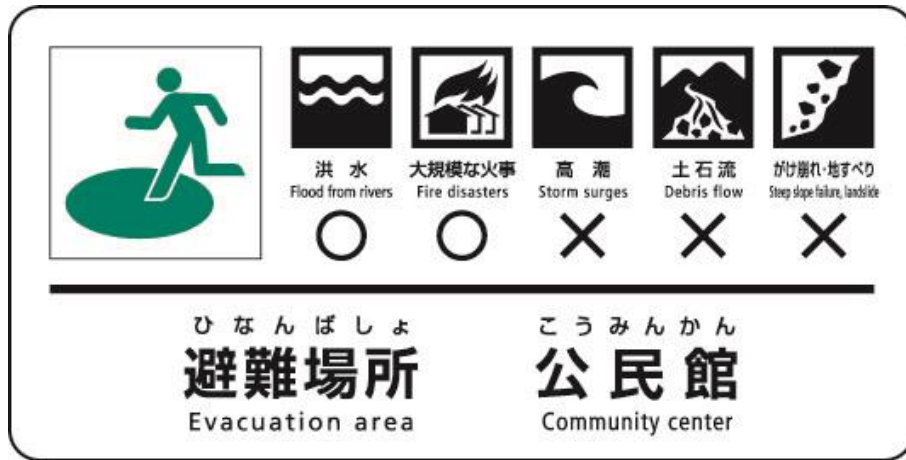 洪水 大規模な火事 高潮 土石流 がけ崩れ・地すべり
Flood from rivers Fire disasters Storm surges Debris flow Steep slope failure, landslide
○ ○ × × ×
ひなんばしょ こうみんかん
避難場所 公民館
Evacuation area Community center